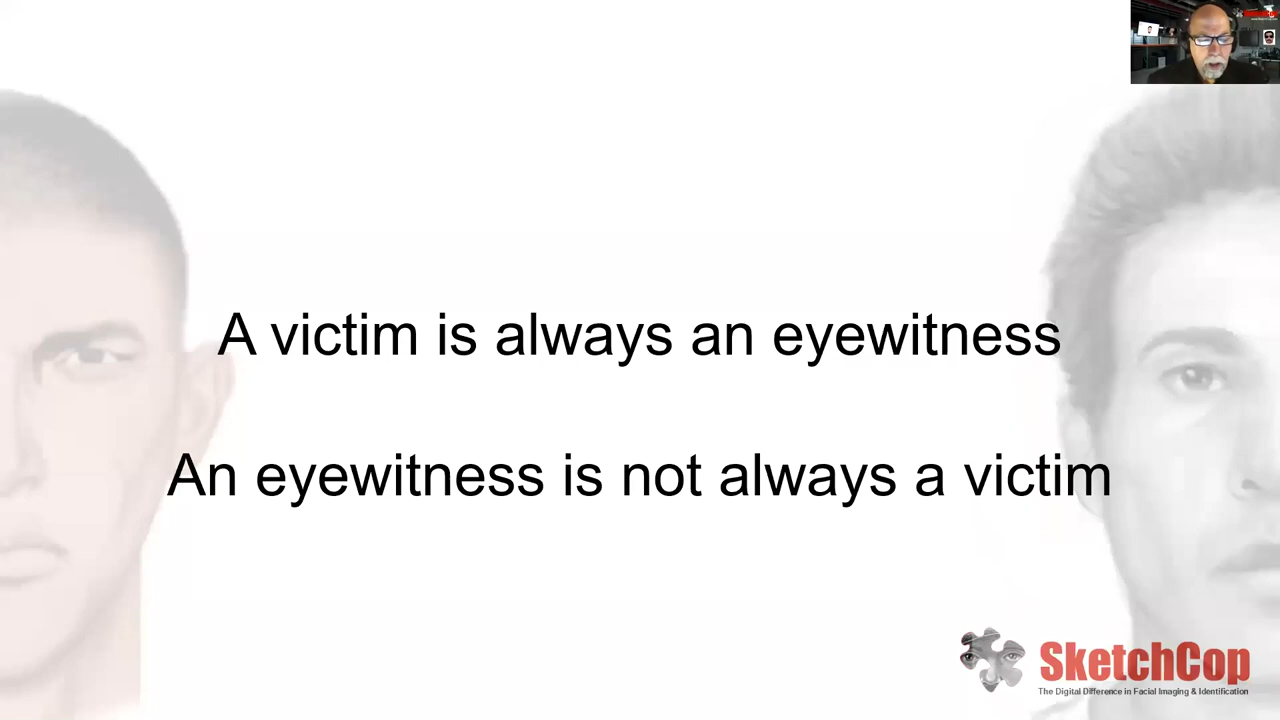 A victim is always an eyewitness
An eyewitness is not always a victim
SketchCop
The Digital Difference in Facial Imaging & Identification